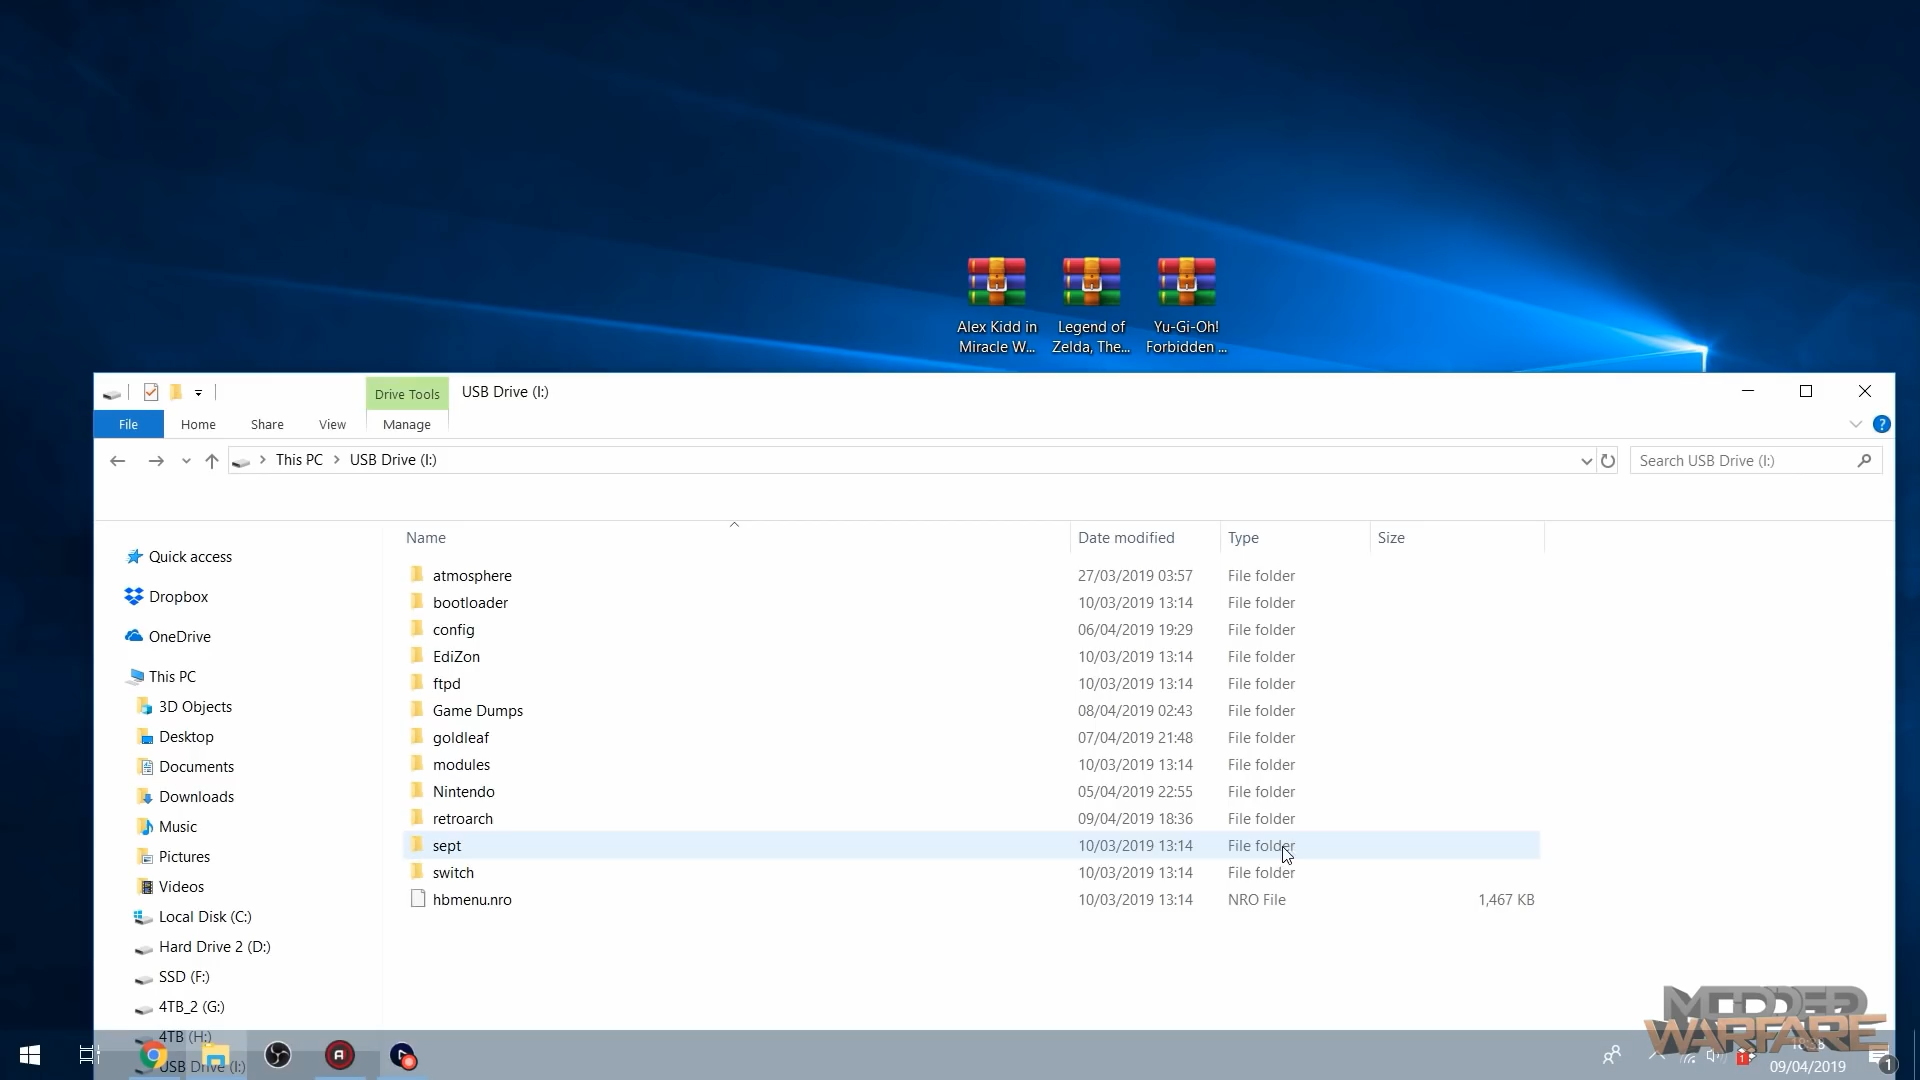 Alex Kidd in
Miracle W...
Legend of
Zelda, The...
Yu-Gi-Oh!
Forbidden ...
Drive Tools
USB Drive (I:)
File
Home
Share
View
Manage
This PC
USB Drive (I:)
Search USB Drive (I:)
Name
Date modified
Type
Size
Quick access
Dropbox
OneDrive
This PC
3D Objects
Desktop
Documents
Downloads
Music
Pictures
Videos
Local Disk (C:)
Hard Drive 2 (D:)
SSD (F:)
4TB_2 (G:)
4TB (H:)
USB Drive (I:)
atmosphere 27/03/2019 03:57 File folder
bootloader 10/03/2019 13:14 File folder
config 06/04/2019 19:29 File folder
EdiZon 10/03/2019 13:14 File folder
ftpd 10/03/2019 13:14 File folder
Game Dumps 08/04/2019 02:43 File folder
goldleaf 07/04/2019 21:48 File folder
modules 10/03/2019 13:14 File folder
Nintendo 05/04/2019 22:55 File folder
retroarch 09/04/2019 18:36 File folder
sept 10/03/2019 13:14 File folder
switch 10/03/2019 13:14 File folder
hbmenu.nro 10/03/2019 13:14 NRO File 1,467 KB
MODDED
WARFARE
09/04/2019
1
1